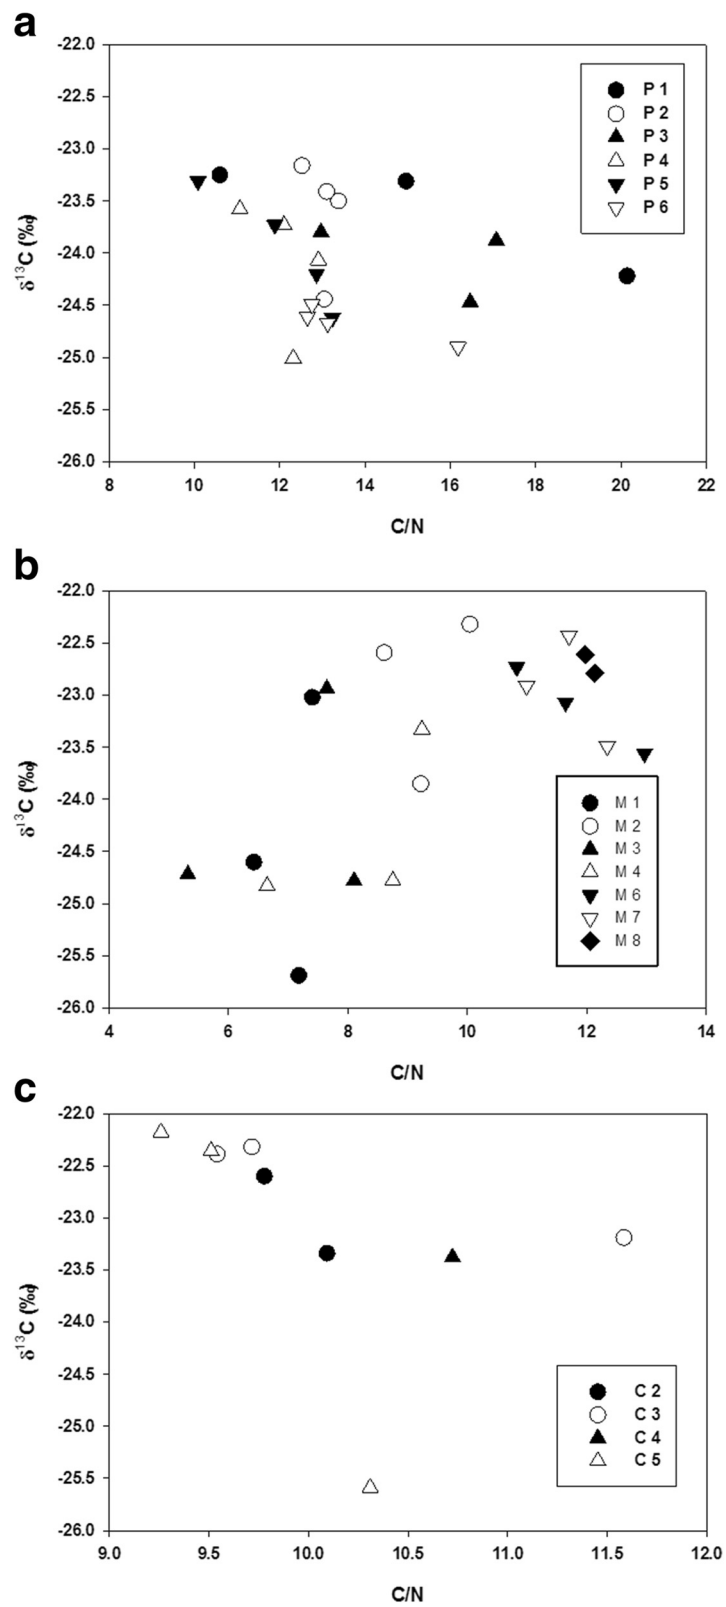 a
-22.0
-22.5
-23.0
-23.5
-24.0
-24.5
-25.0
-25.5
-26.0
δ13C (‰)
P 1
P 2
P 3
P 4
P 5
P 6
8 10 12 14 16 18 20 22
C/N
b
-22.0
-22.5
-23.0
-23.5
-24.0
-24.5
-25.0
-25.5
-26.0
δ13C (‰)
M 1
M 2
M 3
M 4
M 6
M 7
M 8
4 6 8 10 12 14
C/N
c
-22.0
-22.5
-23.0
-23.5
-24.0
-24.5
-25.0
-25.5
-26.0
δ13C (‰)
C 2
C 3
C 4
C 5
9.0 9.5 10.0 10.5 11.0 11.5 12.0
C/N